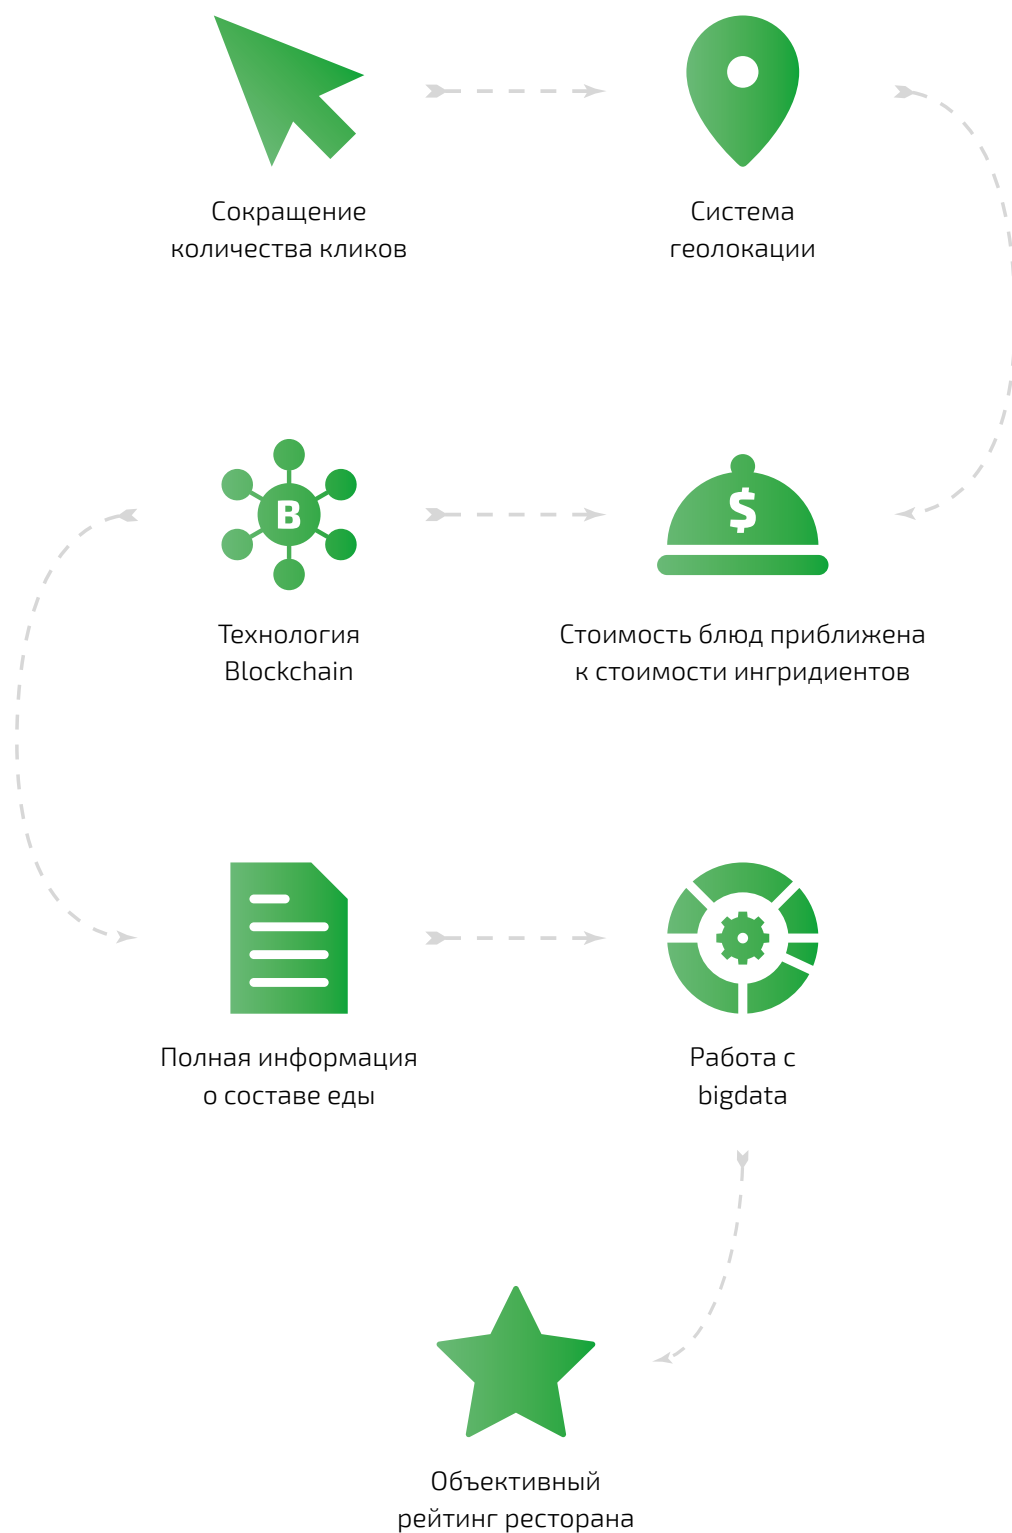 Сокращение
количества кликов
Система
геолокации
B
$
Технология
Blockchain
Стоимость блюд приближена
к стоимости ингридиентов
Полная информация
о составе еды
Работа с
bigdata
Объективный
рейтинг ресторана